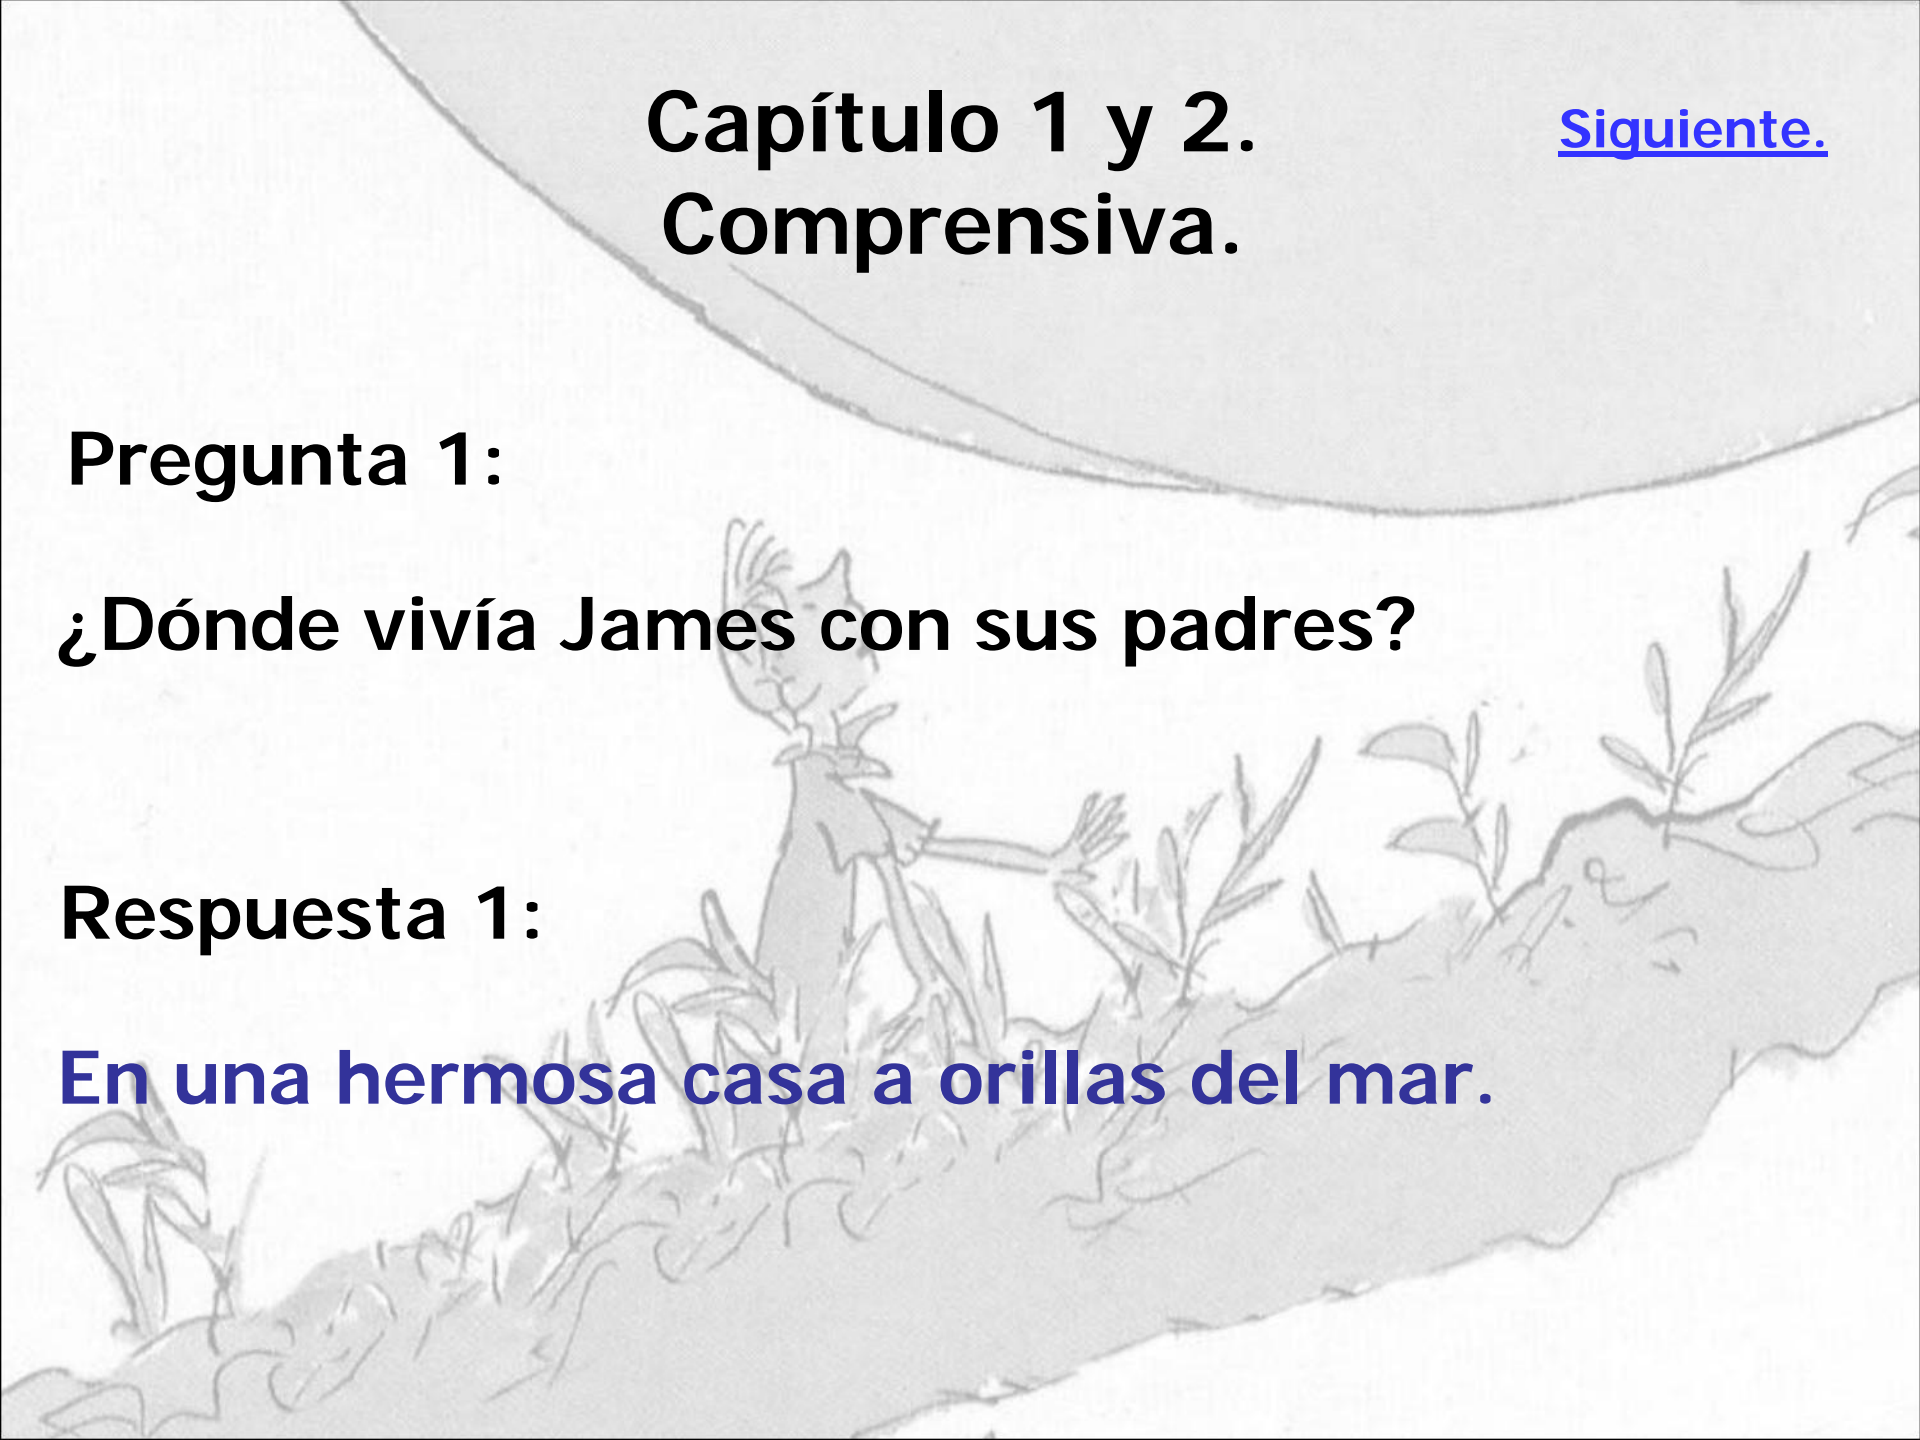 Capítulo 1 y 2.
Comprensiva.
Siguiente.
Pregunta 1:
¿Dónde vivía James con sus padres?
Respuesta 1:
En una hermosa casa a orillas del mar.